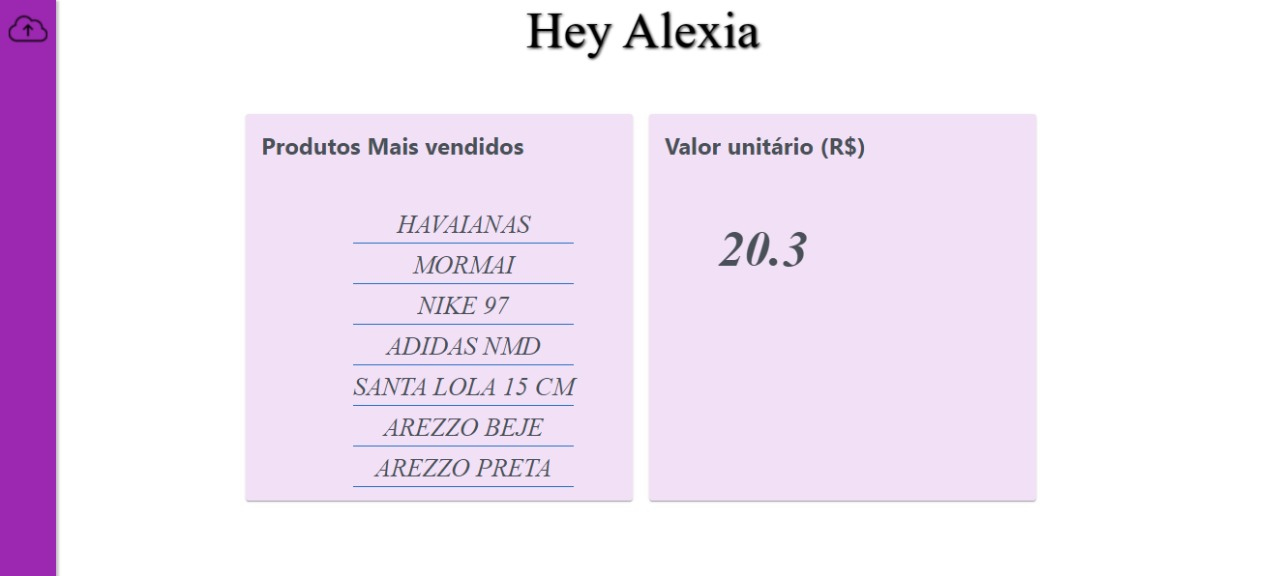 Hey Alexia
Produtos Mais vendidos
HAVAIANAS
MORMAI
NIKE 97
ADIDAS NMD
SANTA LOLA 15 CM
AREZZO BEJE
AREZZO PRETA
Valor unitário (R$)
20.3